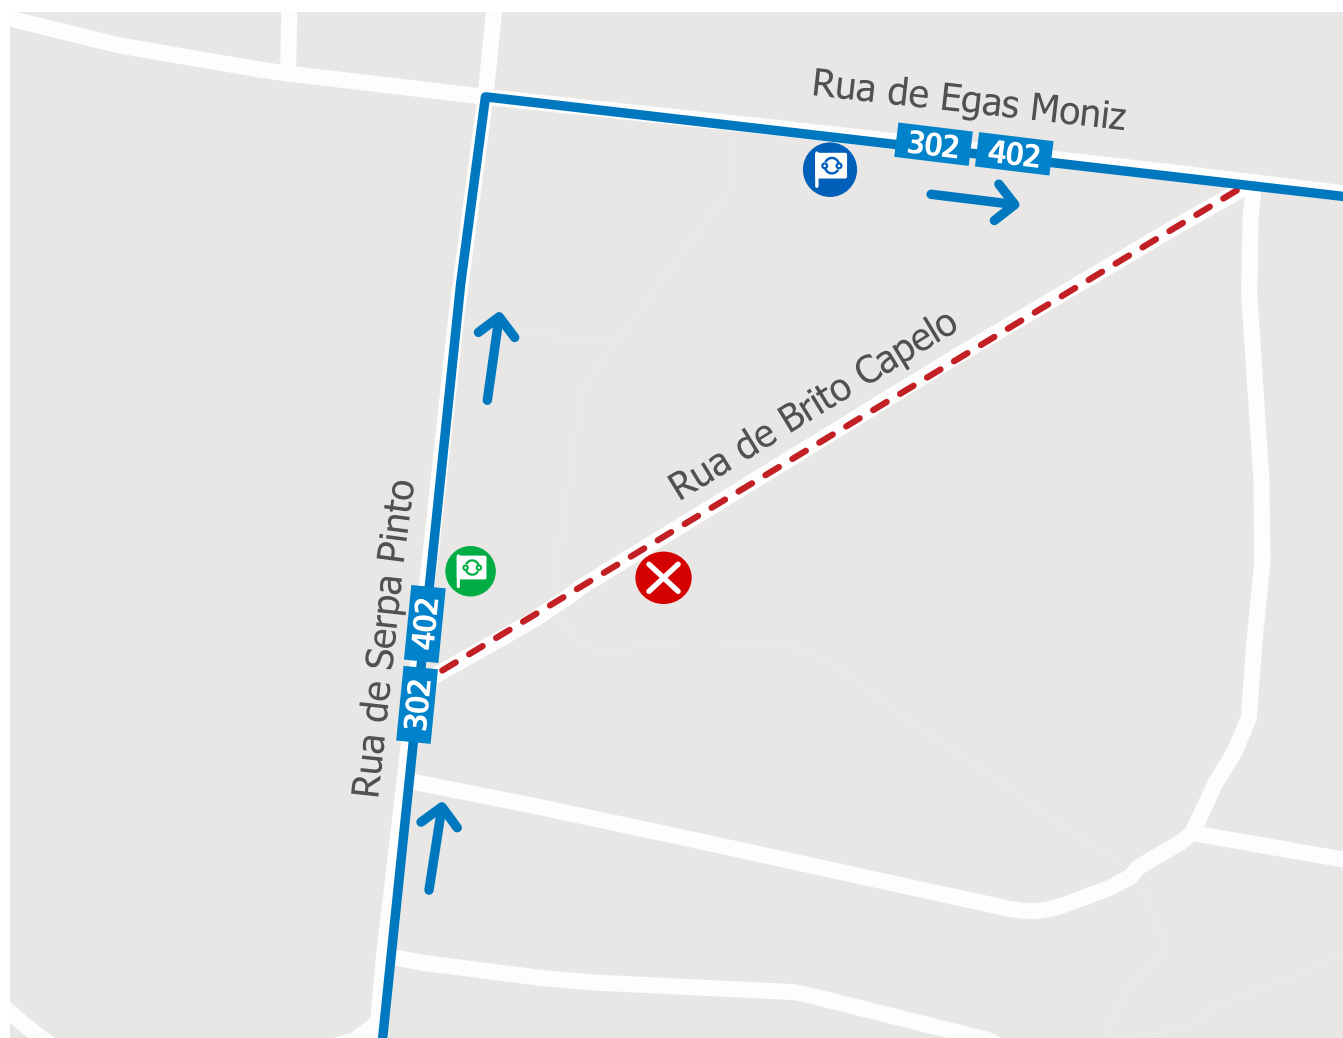 Rua de Egas Moniz
302
402
Rua de Brito Capelo
Rua de Serpa Pinto
402
302